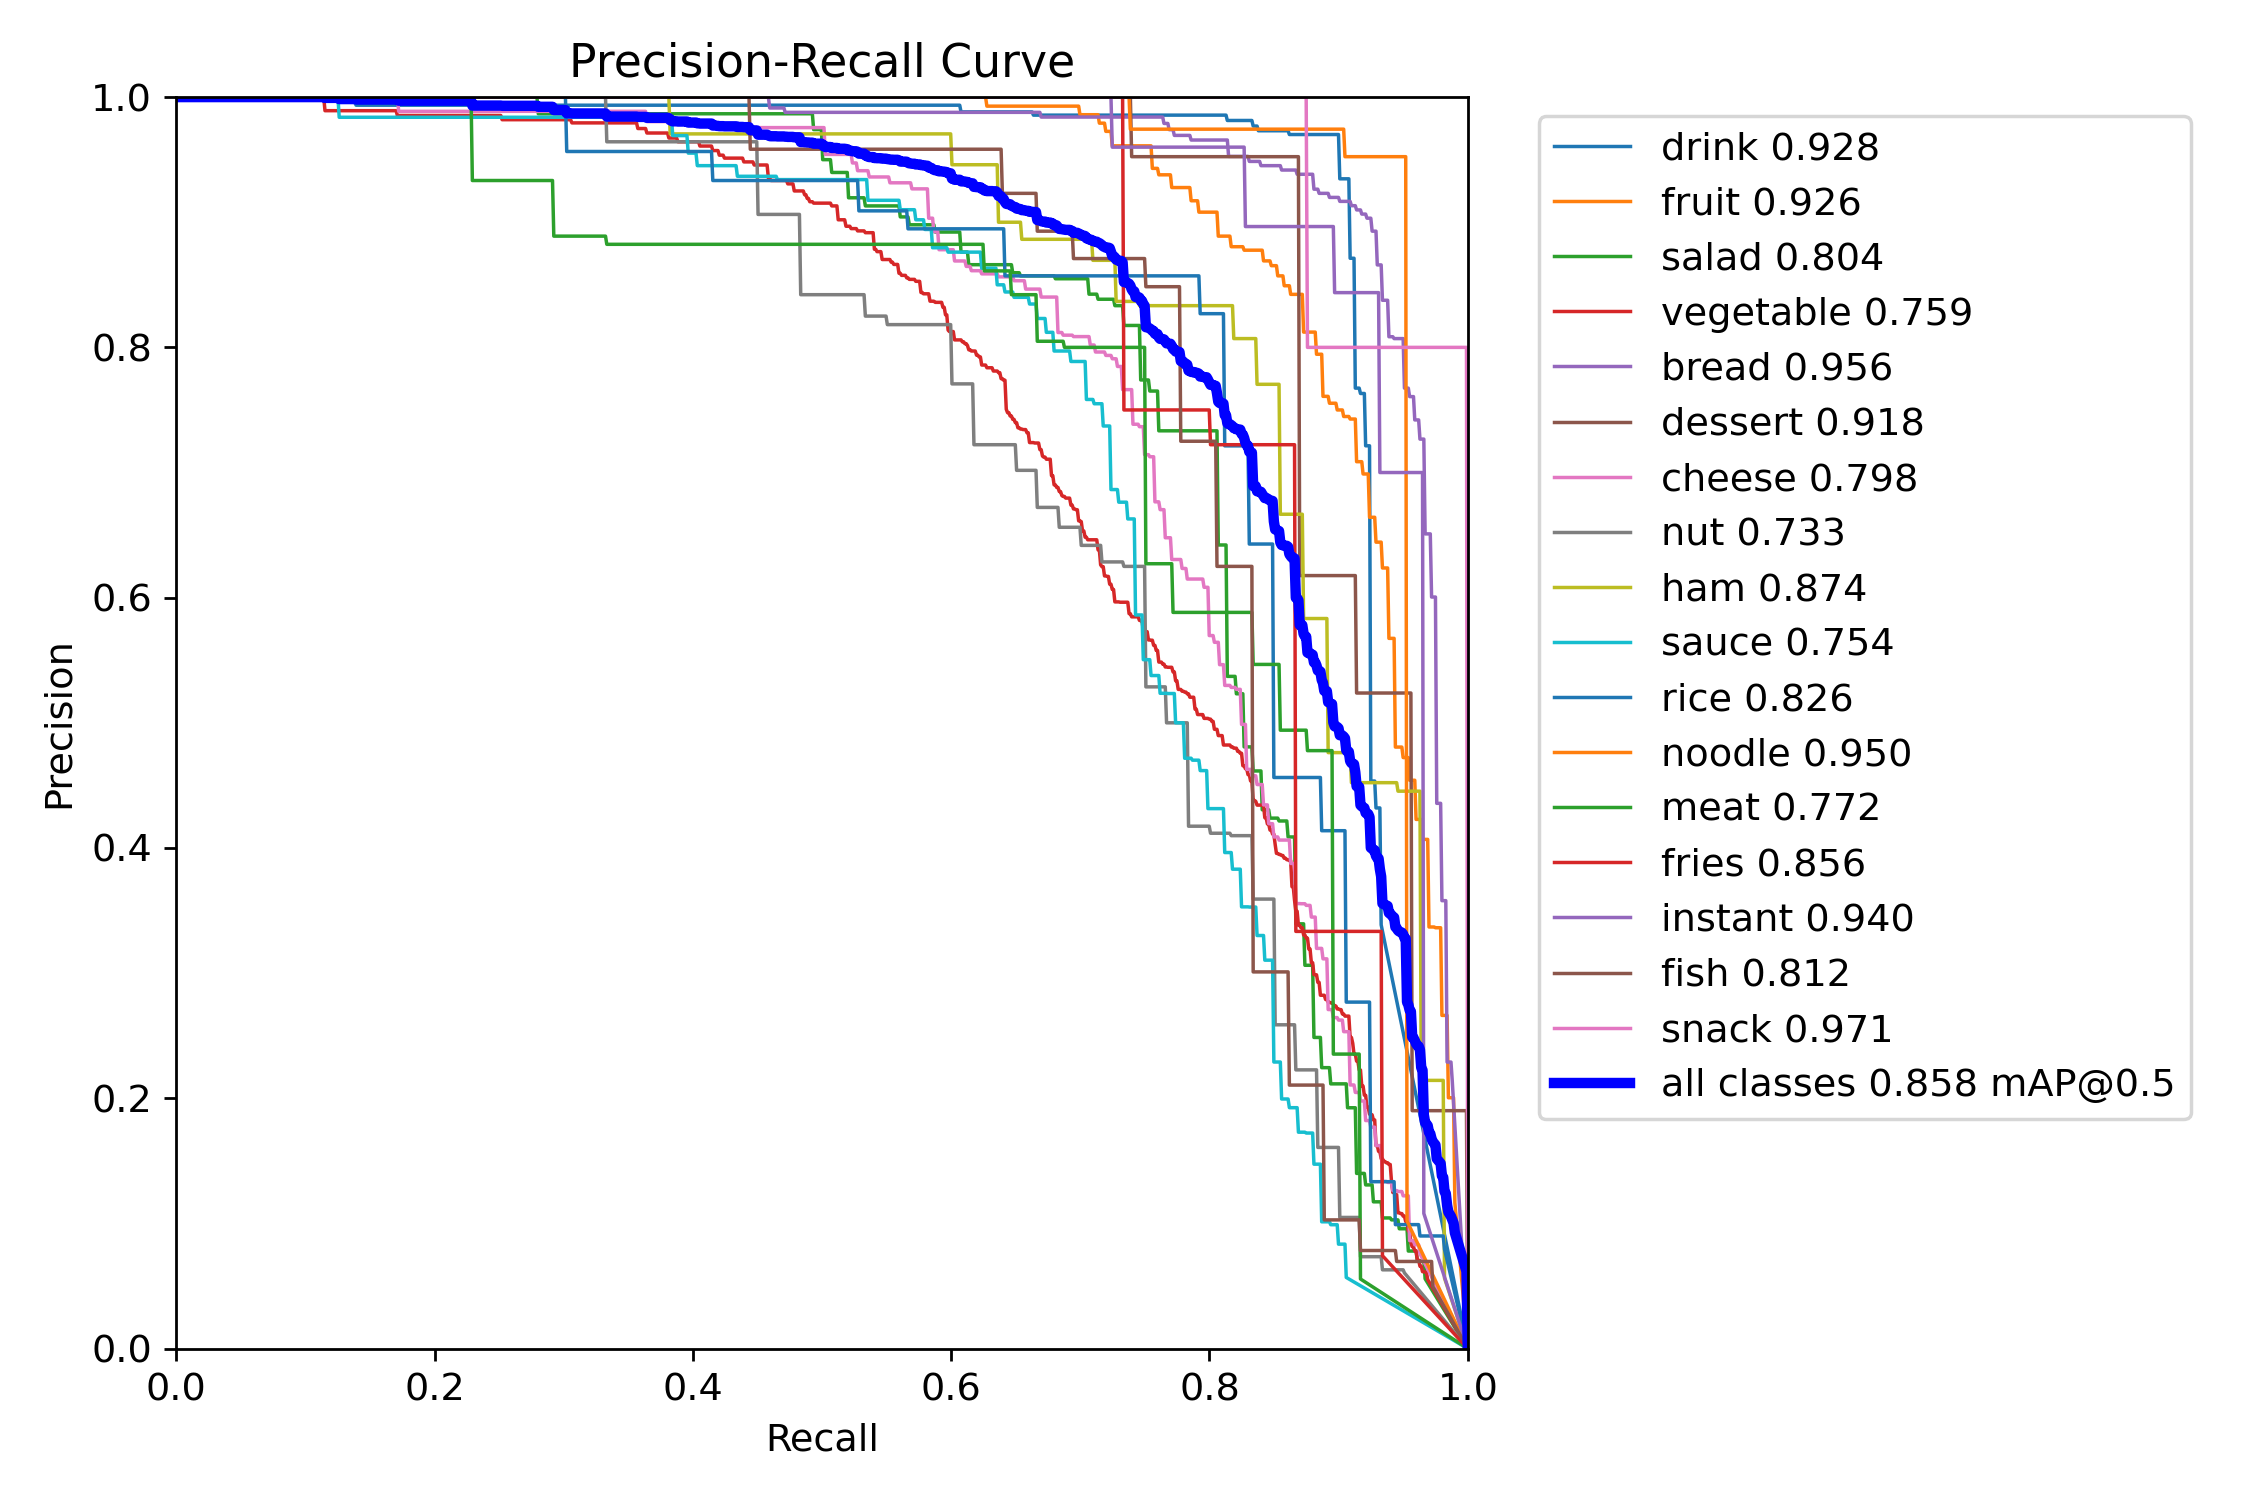 Precision-Recall Curve
1.0
0.8
0.6
0.4
0.2
0.0
Precision
0.0 0.2 0.4 0.6 0.8 1.0
Recall
drink 0.928
fruit 0.926
salad 0.804
vegetable 0.759
bread 0.956
dessert 0.918
cheese 0.798
nut 0.733
ham 0.874
sauce 0.754
rice 0.826
noodle 0.950
meat 0.772
fries 0.856
instant 0.940
fish 0.812
snack 0.971
all classes 0.858 mAP@0.5